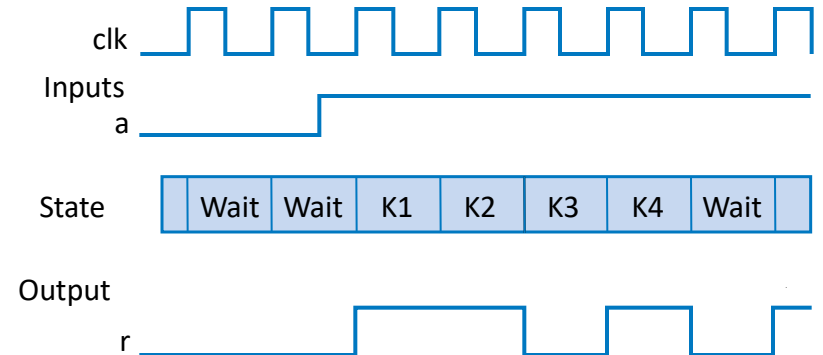 clk
Inputs
a
State Wait Wait K1 K2 K3 K4 Wait
Output
r